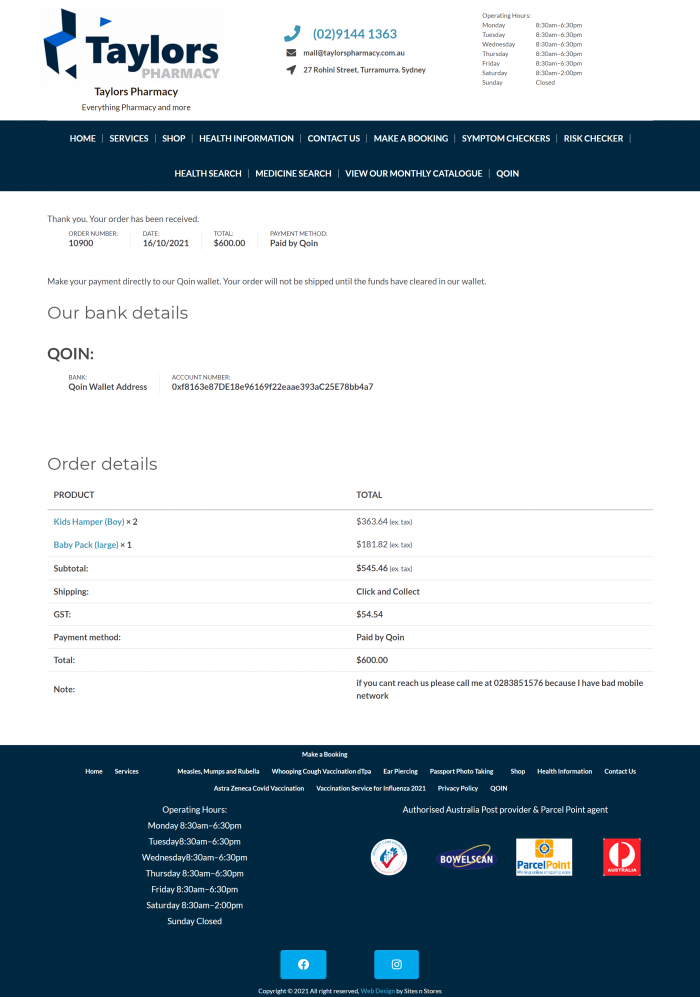 Taylors
PHARMACY
Taylors Pharmacy
Everything Pharmacy and more
(02)9144 1363
mail@taylorspharmacy.com.au
27 Rohini Street, Turramurra. Sydney
Operating Hours:
Monday 8:30am–6:30pm
Tuesday 8:30am–6:30pm
Wednesday 8:30am–6:30pm
Thursday 8:30am–6:30pm
Friday 8:30am–6:30pm
Saturday 8:30am–2:00pm
Sunday Closed
HOME | SERVICES | SHOP | HEALTH INFORMATION | CONTACT US | MAKE A BOOKING | SYMPTOM CHECKERS | RISK CHECKER |
HEALTH SEARCH | MEDICINE SEARCH | VIEW OUR MONTHLY CATALOGUE | QOIN
Thank you. Your order has been received.
ORDER NUMBER: DATE: TOTAL: PAYMENT METHOD:
10900 16/10/2021 $600.00 Paid by Qoin
Make your payment directly to our Qoin wallet. Your order will not be shipped until the funds have cleared in our wallet.
Our bank details
QOIN:
BANK: ACCOUNT NUMBER:
Qoin Wallet Address 0xf8163e87DE18e96169f22eaae393aC25E78bb4a7
Order details
PRODUCT TOTAL
Kids Hamper (Boy) × 2 $363.64 (ex. tax)
Baby Pack (large) × 1 $181.82 (ex. tax)
Subtotal: $545.46 (ex. tax)
Shipping: Click and Collect
GST: $54.54
Payment method: Paid by Qoin
Total: $600.00
Note: if you cant reach us please call me at 0283851576 because I have bad mobile
network
Make a Booking
Home Services Measles, Mumps and Rubella Whooping Cough Vaccination dTpa Ear Piercing Passport Photo Taking Shop Health Information Contact Us
Astra Zeneca Covid Vaccination Vaccination Service for Influenza 2021 Privacy Policy QOIN
Operating Hours:
Monday 8:30am–6:30pm
Tuesday8:30am–6:30pm
Wednesday8:30am–6:30pm
Thursday 8:30am–6:30pm
Friday 8:30am–6:30pm
Saturday 8:30am–2:00pm
Sunday Closed
Authorised Australia Post provider & Parcel Point agent
BOWELSCAN
ParcelPoint
AUSTRALIA
Copyright © 2021 All right reserved, Web Design by Sites n Stores